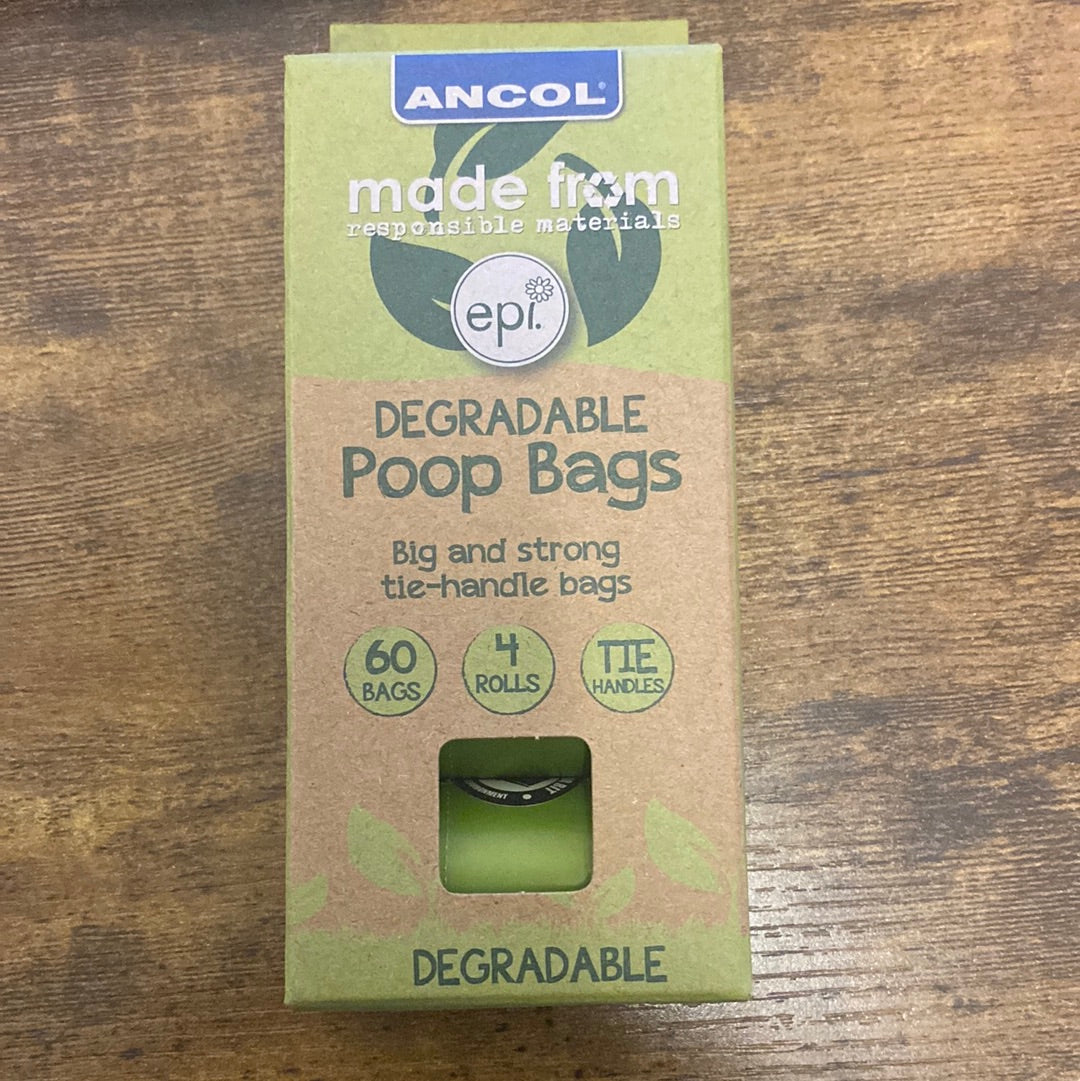 ANCOL®
made from
responsible materials
epi.
DEGRADABLE
Poop Bags
Big and strong
tie-handle bags
60
BAGS
4
ROLLS
TIE
HANDLES
DEGRADABLE